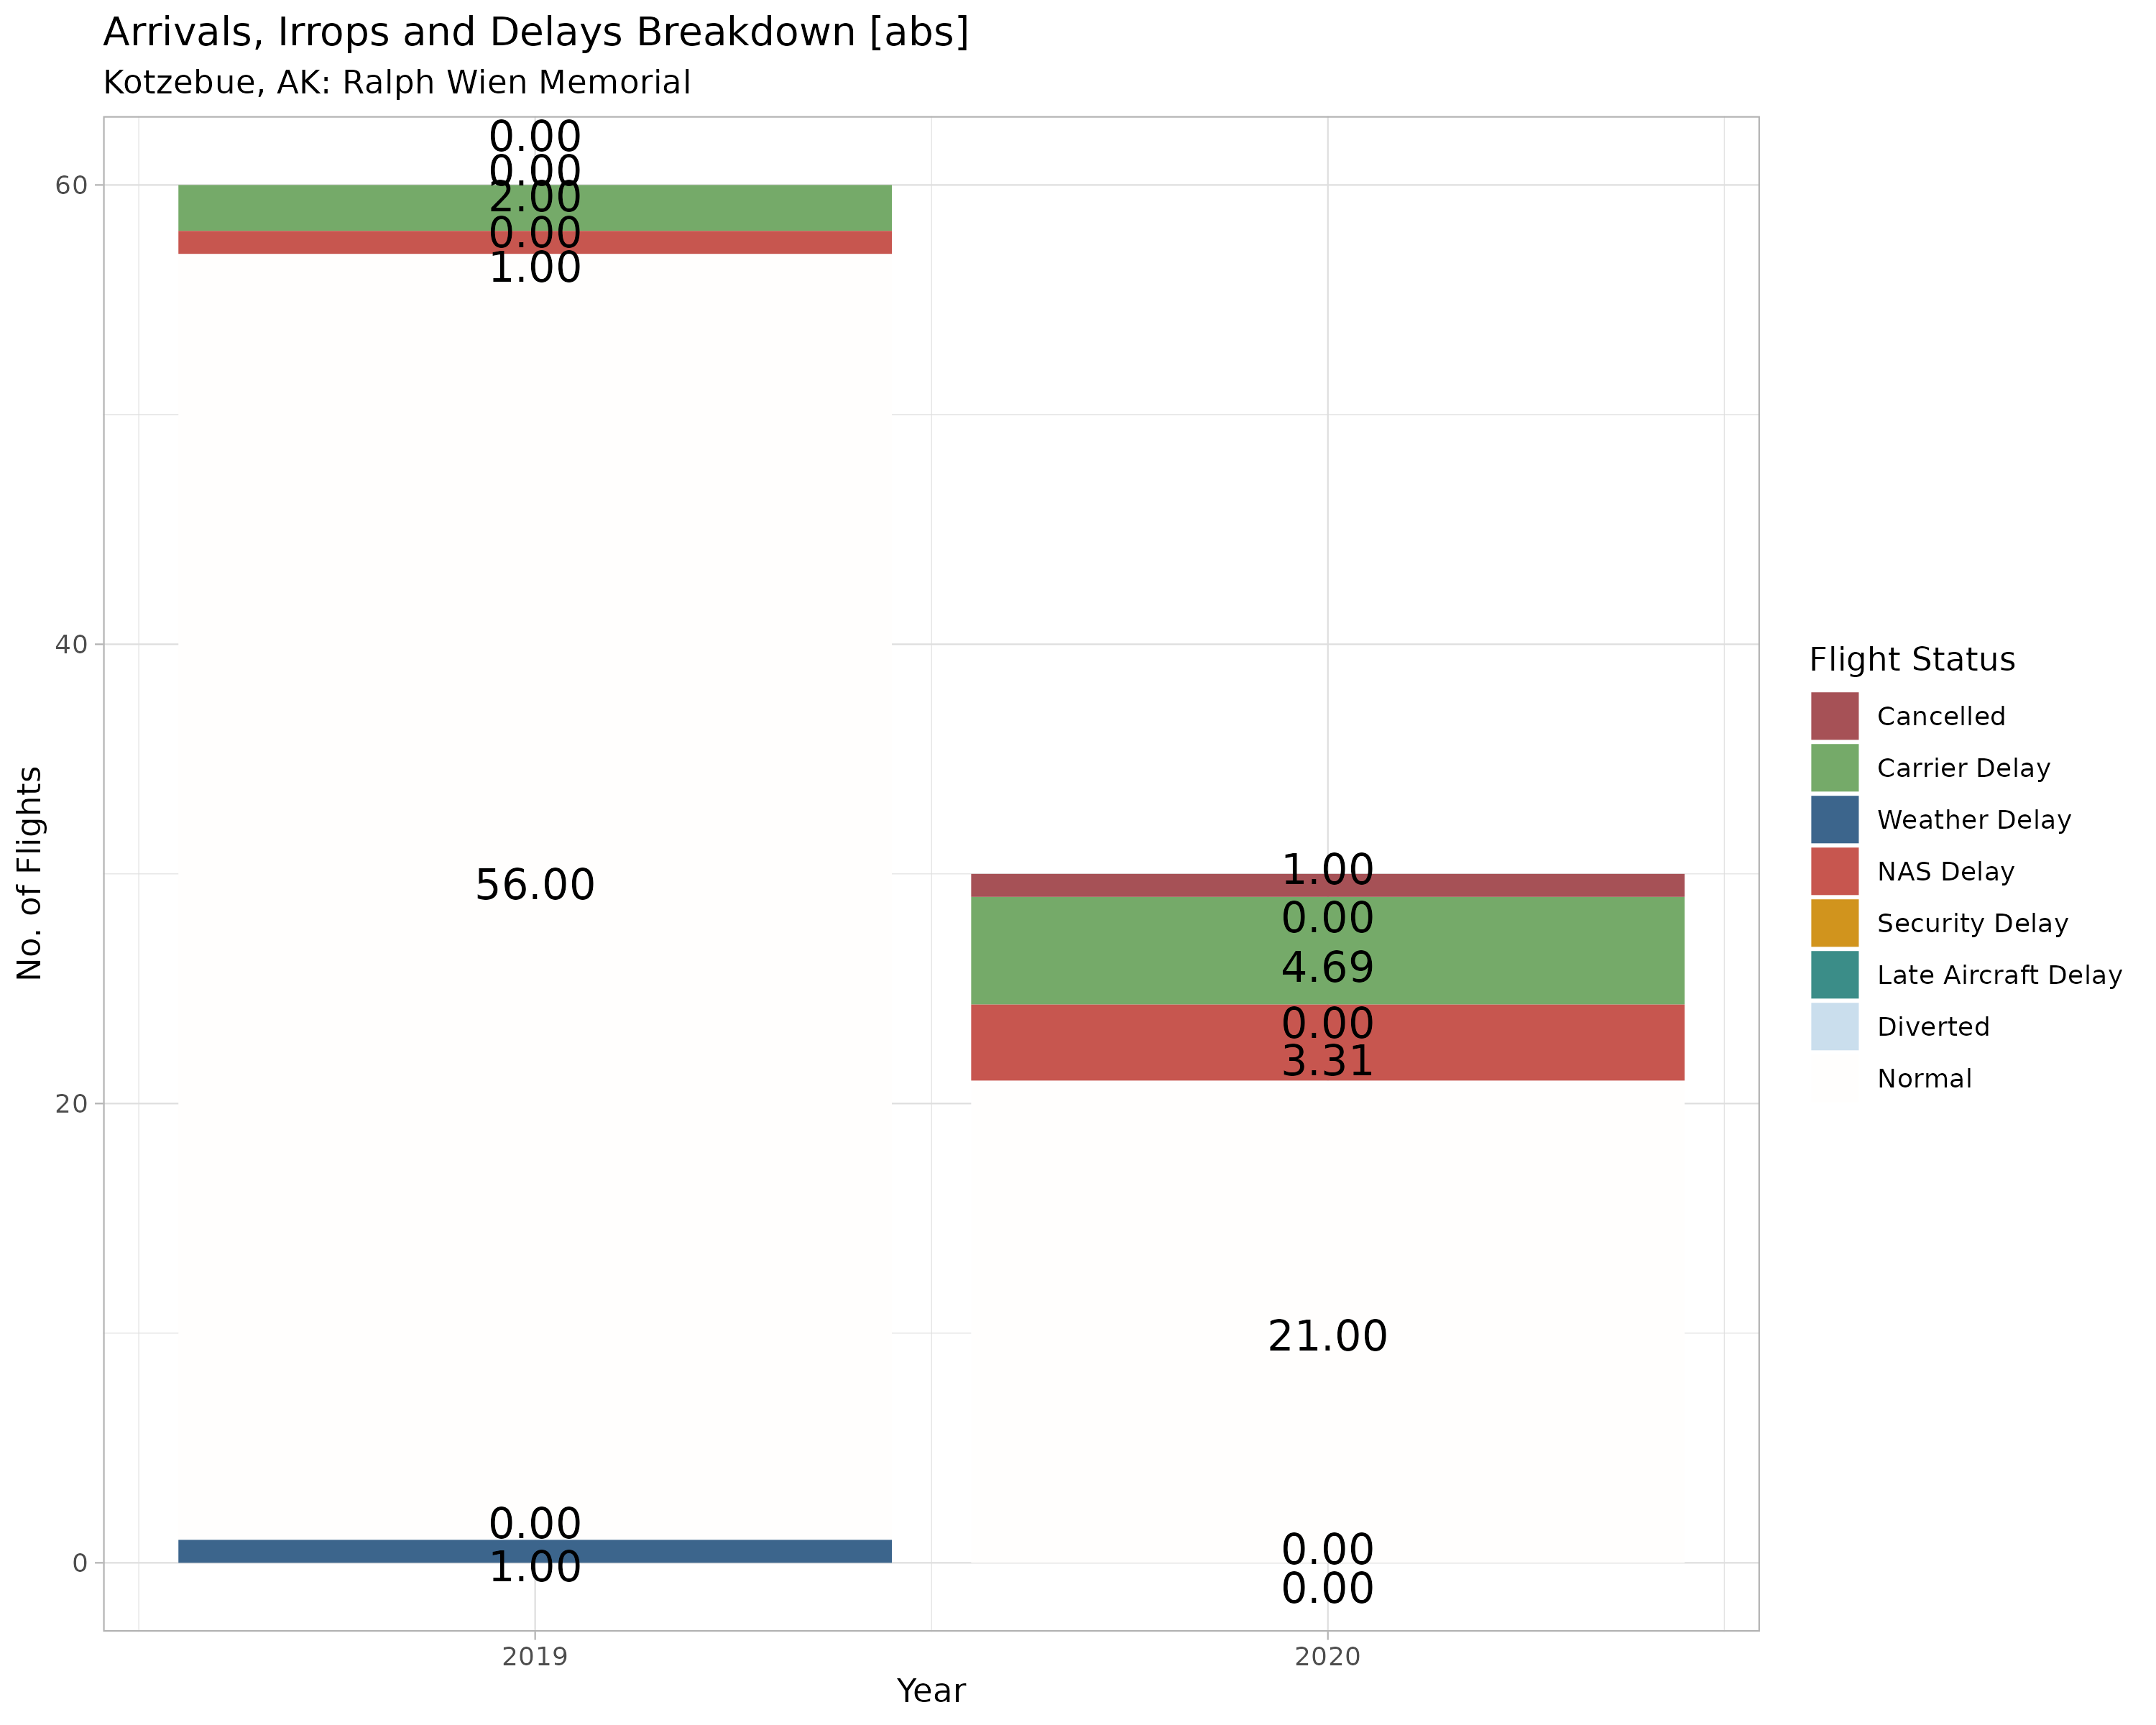 Arrivals, Irrops and Delays Breakdown [abs]
Kotzebue, AK: Ralph Wien Memorial
No. of Flights
60
40
20
0
0.00
0.00
2.00
0.00
1.00
56.00
0.00
1.00
1.00
0.00
4.69
0.00
3.31
21.00
0.00
0.00
2019
2020
Year
Flight Status
Cancelled
Carrier Delay
Weather Delay
NAS Delay
Security Delay
Late Aircraft Delay
Diverted
Normal